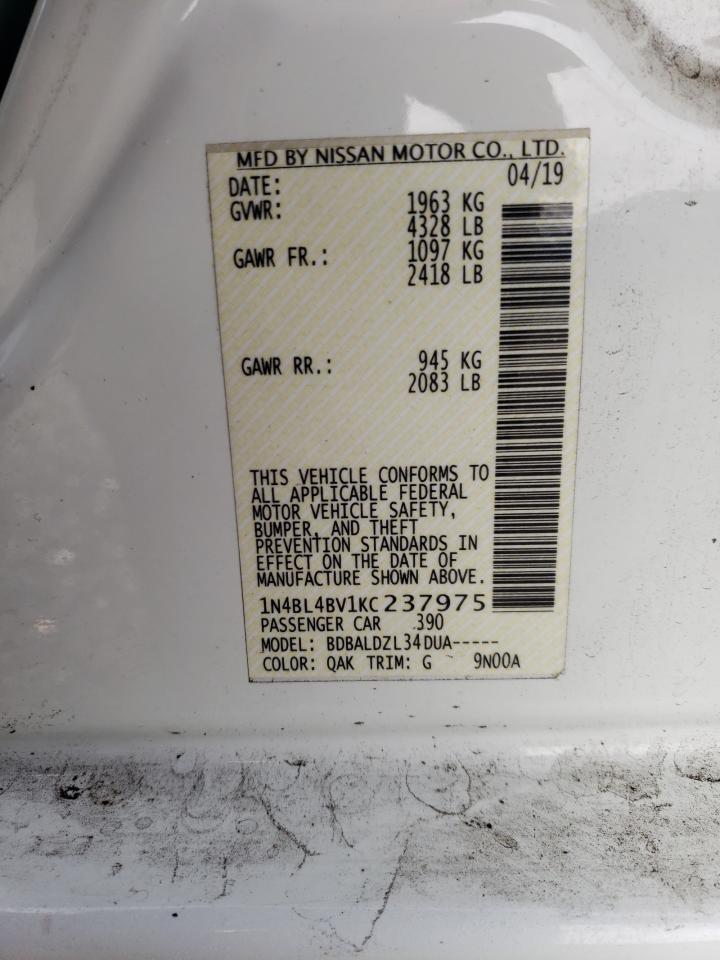 MFD BY NISSAN MOTOR CO., LTD.
DATE: 04/19
GVWR: 1963 KG
4328 LB
GAWR FR.: 1097 KG
2418 LB
GAWR RR.: 945 KG
2083 LB
THIS VEHICLE CONFORMS TO
ALL APPLICABLE FEDERAL
MOTOR VEHICLE SAFETY,
BUMPER, AND THEFT
PREVENTION STANDARDS IN
EFFECT ON THE DATE OF
MANUFACTURE SHOWN ABOVE.
1N4BL4BV1KC237975
PASSENGER CAR 390
MODEL: BDBALDZL34DUA-----
COLOR: QAK TRIM: G 9N00A